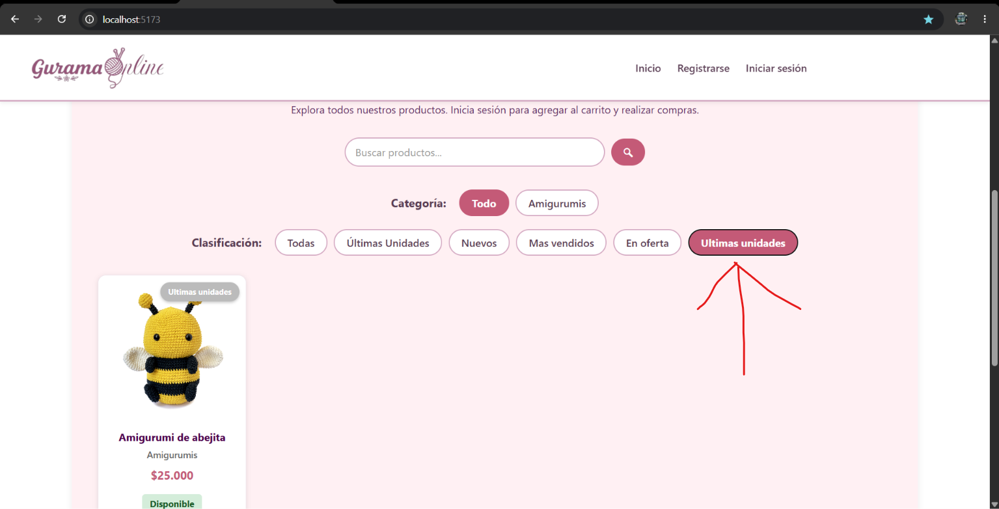 localhost:5173
Gurama Online
Inicio Registrarse Iniciar sesión
Explora todos nuestros productos. Inicia sesión para agregar al carrito y realizar compras.
Buscar productos...
Categoría: Todo Amigurumis
Clasificación: Todas Últimas Unidades Nuevos Mas vendidos En oferta Ultimas unidades
Ultimas unidades
Amigurumi de abejita
Amigurumis
$25.000
Disponible